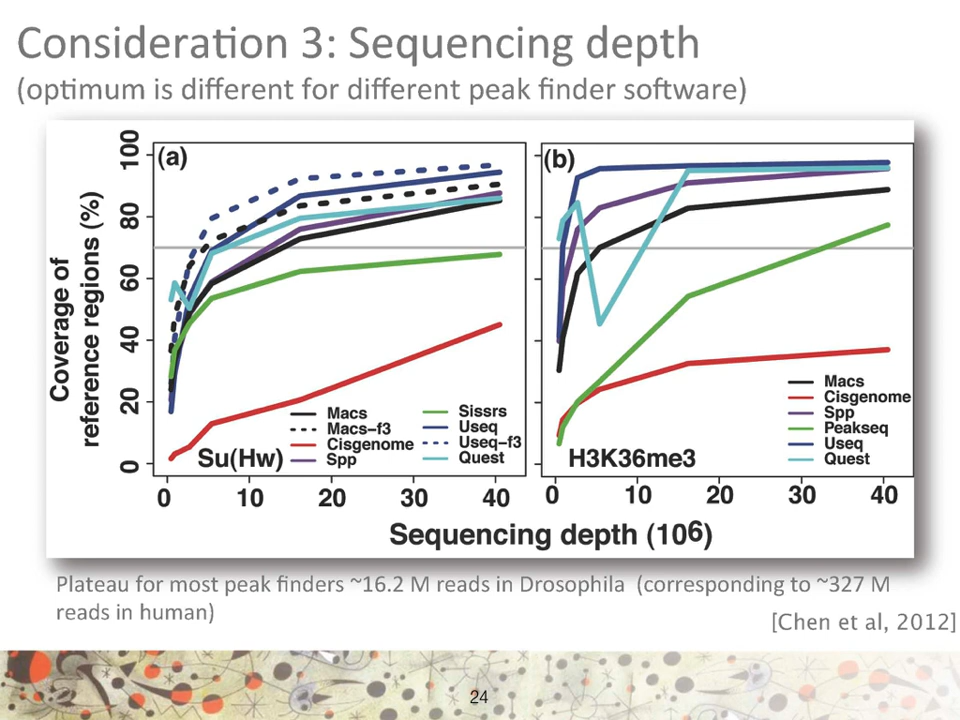 Consideration 3: Sequencing depth
(optimum is different for different peak finder software)
Coverage of
reference regions (%)
100
80
60
40
20
0
(a)
Macs
Macs-f3
Cisgenome
Spp
Sissrs
Useq
Useq-f3
Quest
Su(Hw)
0 10 20 30 40
(b)
Macs
Cisgenome
Spp
Peakseq
Useq
Quest
H3K36me3
0 10 20 30 40
Sequencing depth (106)
Plateau for most peak finders ~16.2 M reads in Drosophila (corresponding to ~327 M
reads in human)
[Chen et al, 2012]
24